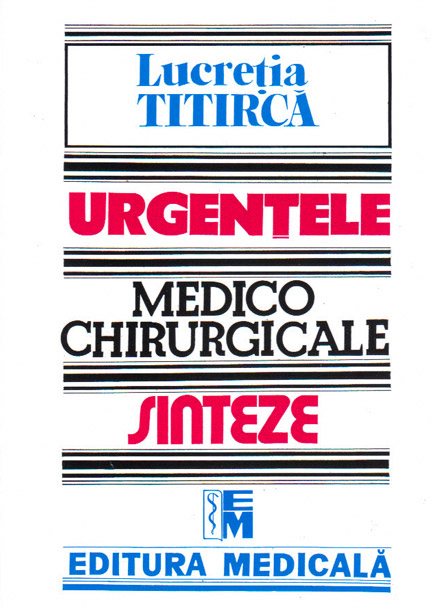 Lucreția
TITIRCĂ
URGENȚELE
MEDICO
CHIRURGICALE
SINTEZE
EM
EDITURA MEDICALĂ